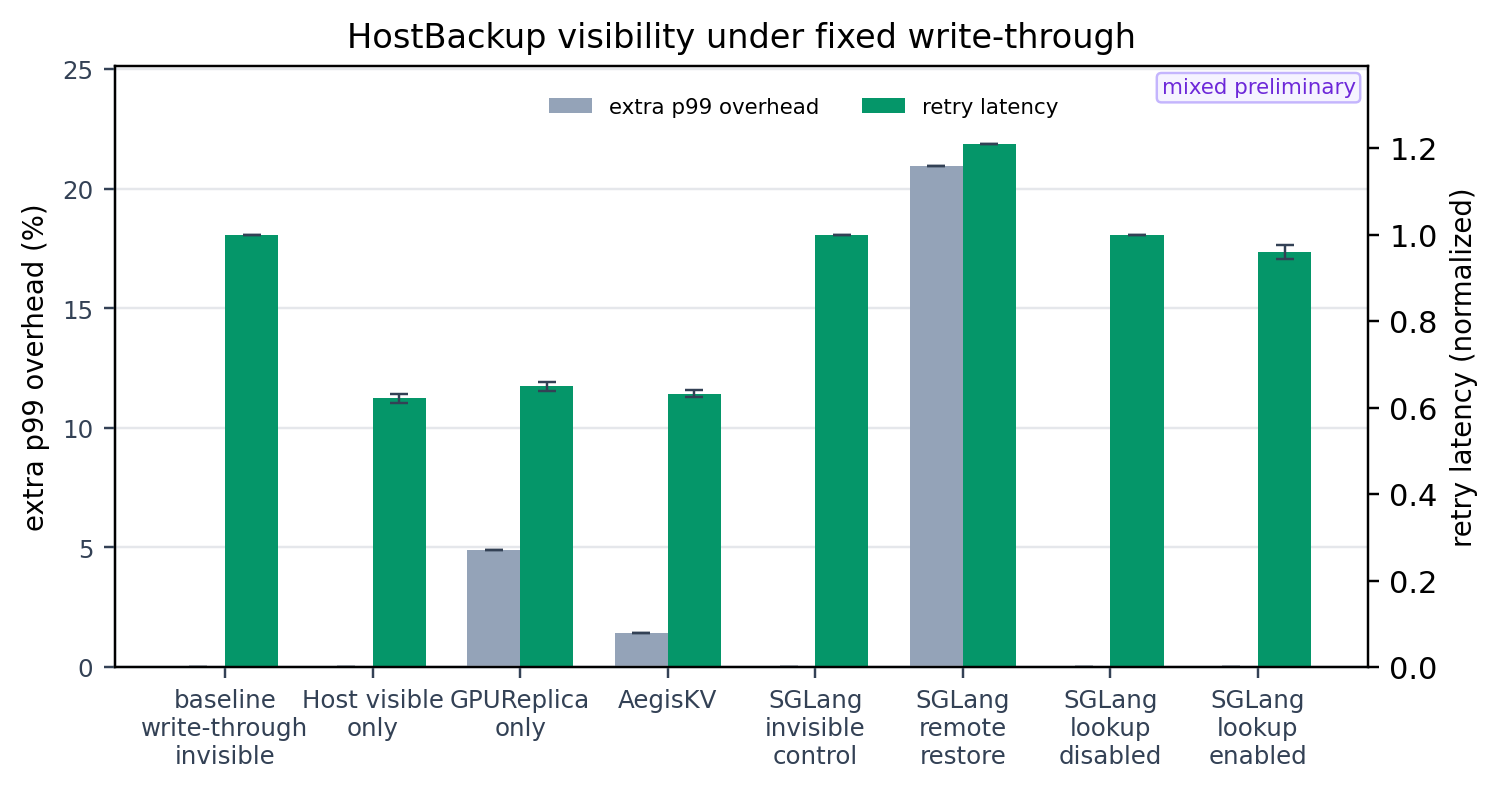 HostBackup visibility under fixed write-through
mixed preliminary
extra p99 overhead
retry latency
extra p99 overhead (%)
25
20
15
10
5
0
retry latency (normalized)
1.2
1.0
0.8
0.6
0.4
0.2
0.0
baseline
write-through
invisible
Host visible
only
GPUReplica
only
AegisKV
SGLang
invisible
control
SGLang
remote
restore
SGLang
lookup
disabled
SGLang
lookup
enabled